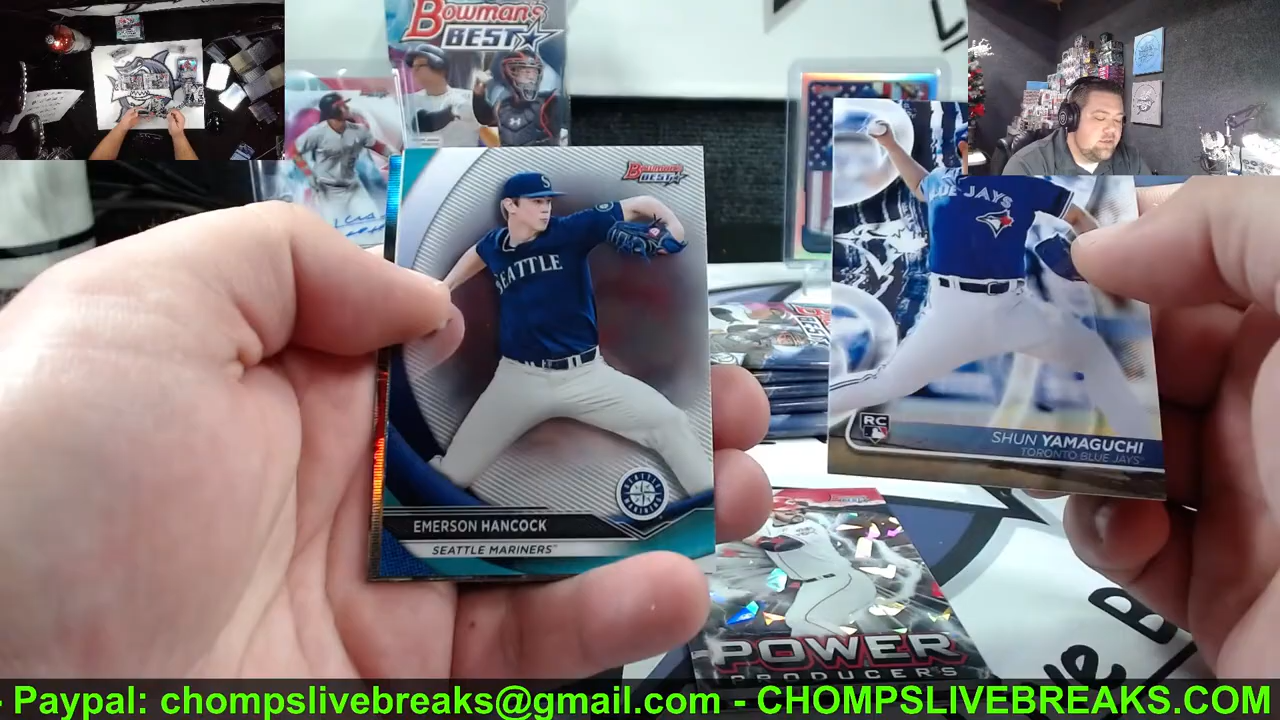 Bowman's
BEST
Bowman's
BEST
BLUE JAYS
SEATTLE
BEST
RC
SHUN YAMAGUCHI
TORONTO BLUE JAYS
EMERSON HANCOCK
SEATTLE MARINERS
POWER
PRODUCERS
- Paypal: chompslivebreaks@gmail.com - CHOMPSLIVEBREAKS.COM